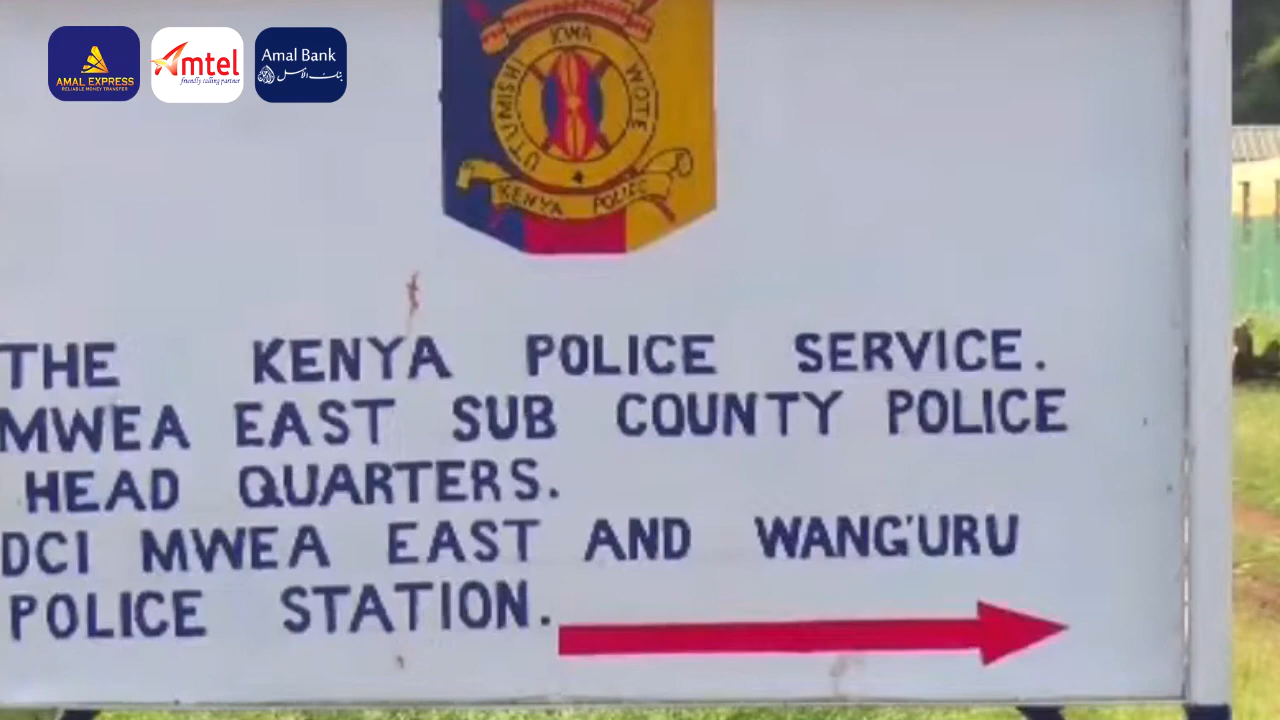 AMAL EXPRESS
RELIABLE MONEY TRANSFER
Amtel
friendly calling partner
Amal Bank
بنك الأمل
UTUMISHI KWA WOTE
KENYA POLICE
THE KENYA POLICE SERVICE.
MWEA EAST SUB COUNTY POLICE
HEAD QUARTERS.
DCI MWEA EAST AND WANG'URU
POLICE STATION.